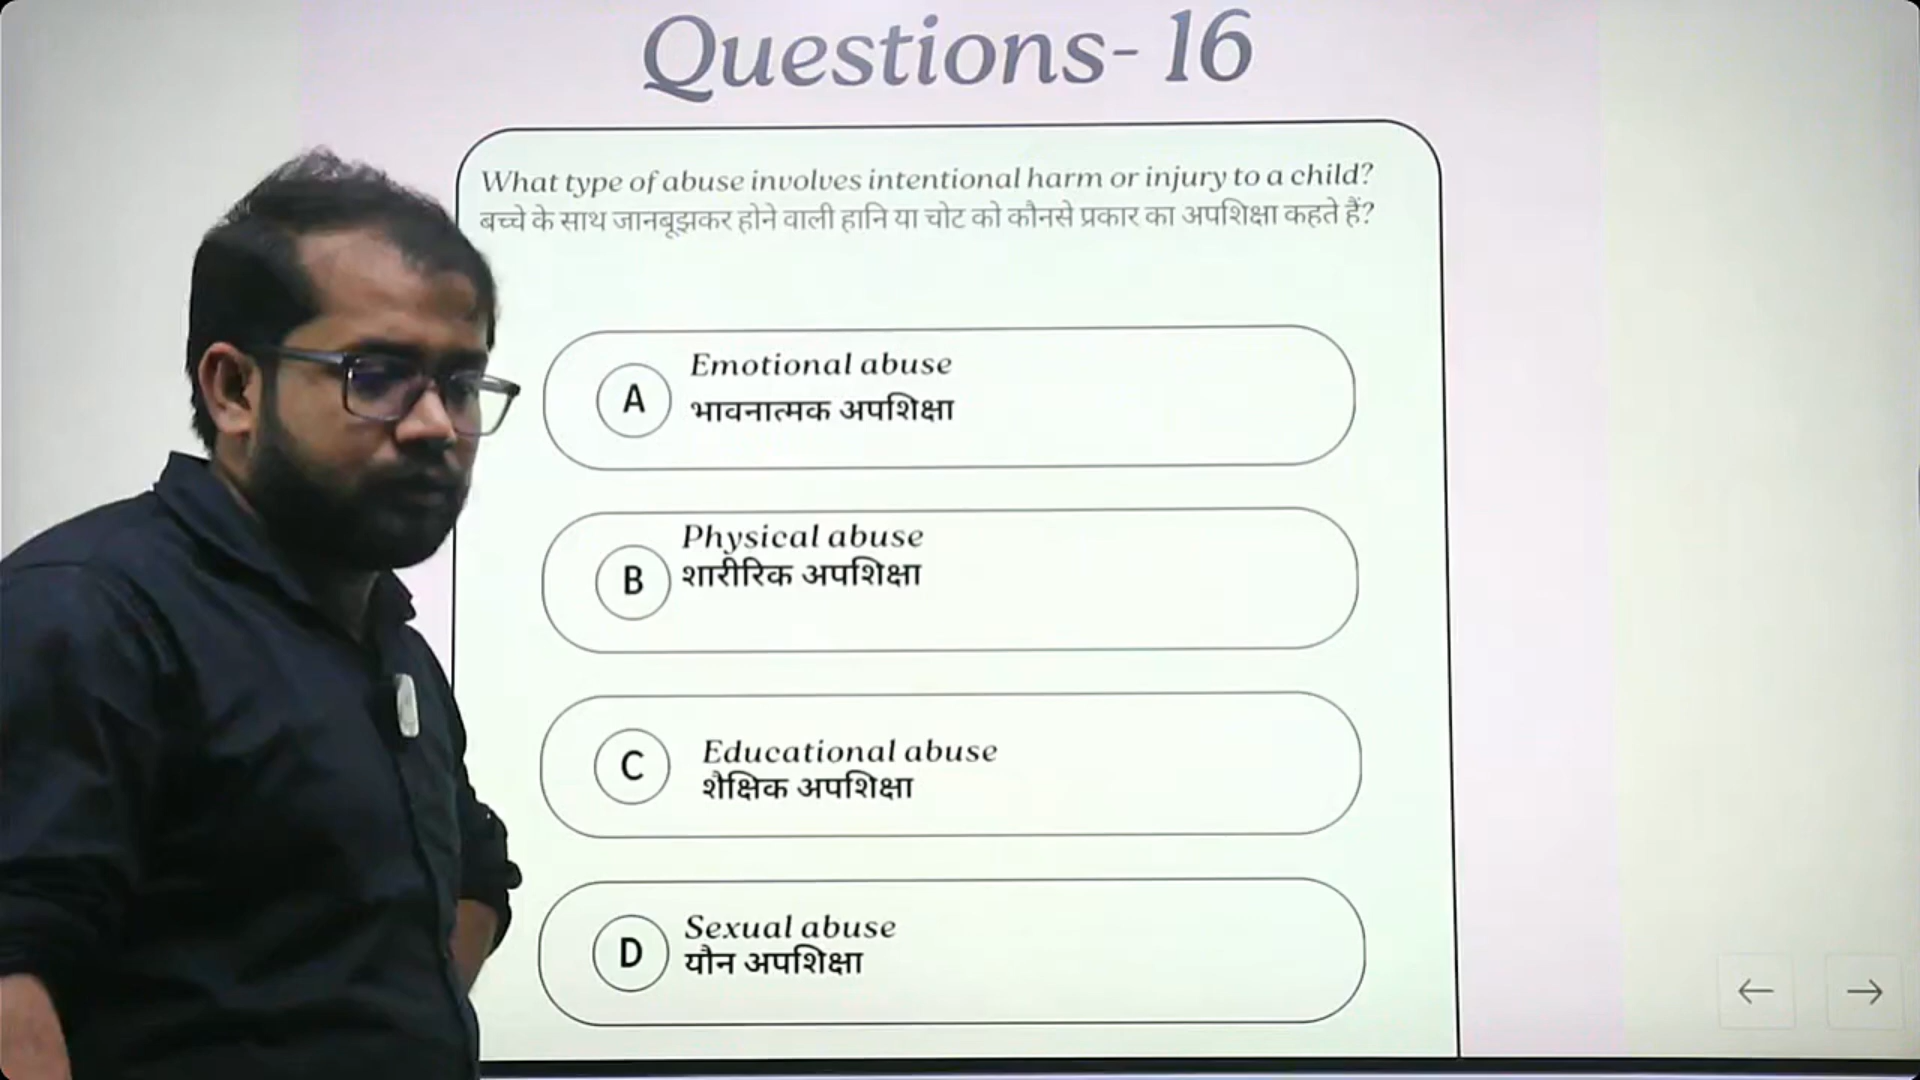 Questions- 16
What type of abuse involves intentional harm or injury to a child?
बच्चे के साथ जानबूझकर होने वाली हानि या चोट को कौनसे प्रकार का अपशिक्षा कहते हैं?
A
Emotional abuse
भावनात्मक अपशिक्षा
B
Physical abuse
शारीरिक अपशिक्षा
C
Educational abuse
शैक्षिक अपशिक्षा
D
Sexual abuse
यौन अपशिक्षा